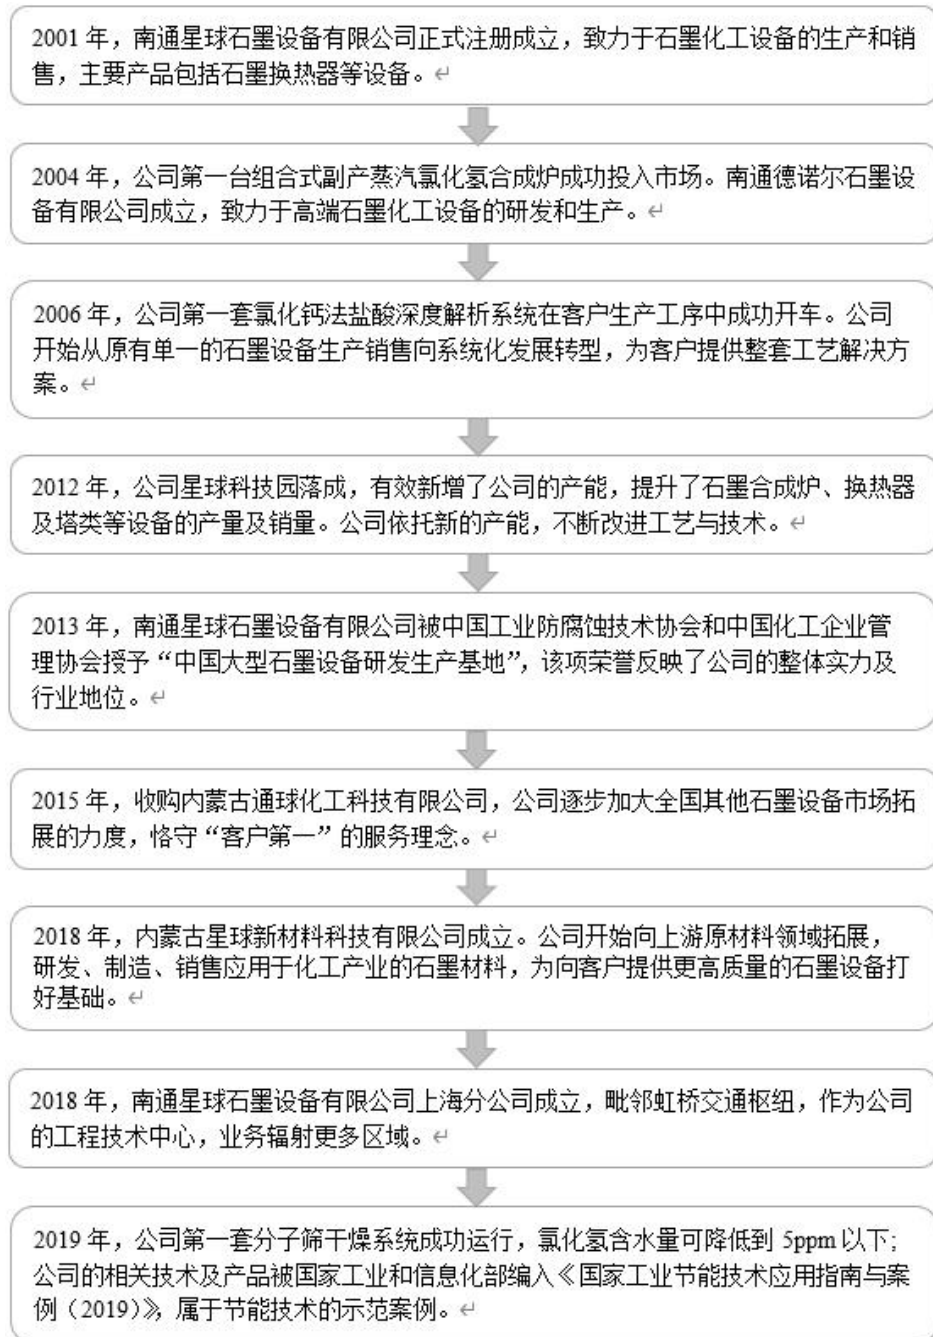 2001 年，南通星球石墨设备有限公司正式注册成立，致力于石墨化工设备的生产和销
售，主要产品包括石墨换热器等设备。↵
2004 年，公司第一台组合式副产蒸汽氯化氢合成炉成功投入市场。南通德诺尔石墨设
备有限公司成立，致力于高端石墨化工设备的研发和生产。↵
2006 年，公司第一套氯化钙法盐酸深度解析系统在客户生产工序中成功开车。公司
开始从原有单一的石墨设备生产销售向系统化发展转型，为客户提供整套工艺解决方
案。↵
2012 年，公司星球科技园落成，有效新增了公司的产能，提升了石墨合成炉、换热器
及塔类等设备的产量及销量。公司依托新的产能，不断改进工艺与技术。↵
2013 年，南通星球石墨设备有限公司被中国工业防腐蚀技术协会和中国化工企业管
理协会授予“中国大型石墨设备研发生产基地”，该项荣誉反映了公司的整体实力及
行业地位。↵
2015 年，收购内蒙古通球化工科技有限公司，公司逐步加大全国其他石墨设备市场拓
展的力度，恪守“客户第一”的服务理念。↵
2018 年，内蒙古星球新材料科技有限公司成立。公司开始向上游原材料领域拓展，
研发、制造、销售应用于化工产业的石墨材料，为向客户提供更高质量的石墨设备打
好基础。↵
2018 年，南通星球石墨设备有限公司上海分公司成立，毗邻虹桥交通枢纽，作为公司
的工程技术中心，业务辐射更多区域。↵
2019 年，公司第一套分子筛干燥系统成功运行，氯化氢含水量可降低到 5ppm 以下；
公司的相关技术及产品被国家工业和信息化部编入《国家工业节能技术应用指南与案
例（2019）》，属于节能技术的示范案例。↵